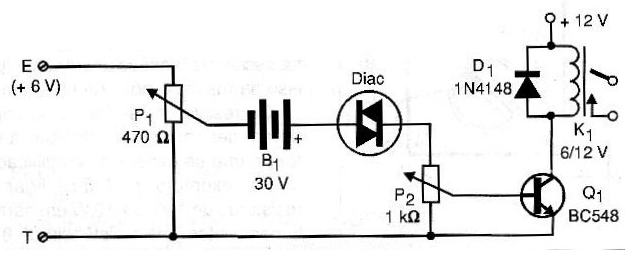 + 12 V
E
(+ 6 V)
P1
470 Ω
B1
30 V
+
Diac
P2
1 kΩ
D1
1N4148
K1
6/12 V
Q1
BC548
T